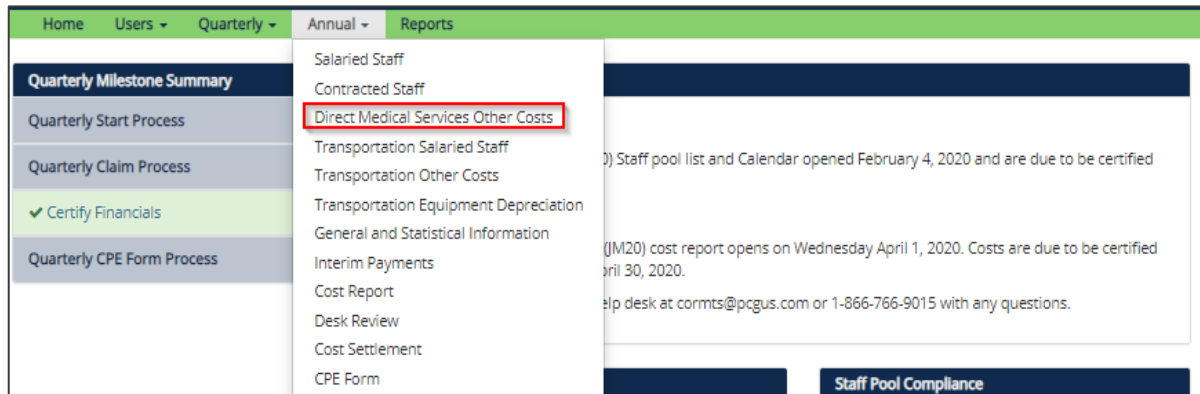 Home Users Quarterly Annual Reports
Quarterly Milestone Summary
Quarterly Start Process
Quarterly Claim Process
Certify Financials
Quarterly CPE Form Process
Salaried Staff
Contracted Staff
Direct Medical Services Other Costs
Transportation Salaried Staff
Transportation Other Costs
Transportation Equipment Depreciation
General and Statistical Information
Interim Payments
Cost Report
Desk Review
Cost Settlement
CPE Form
0) Staff pool list and Calendar opened February 4, 2020 and are due to be certified
(JM20) cost report opens on Wednesday April 1, 2020. Costs are due to be certified
pril 30, 2020.
elp desk at cormts@pcgus.com or 1-866-766-9015 with any questions.
Staff Pool Compliance